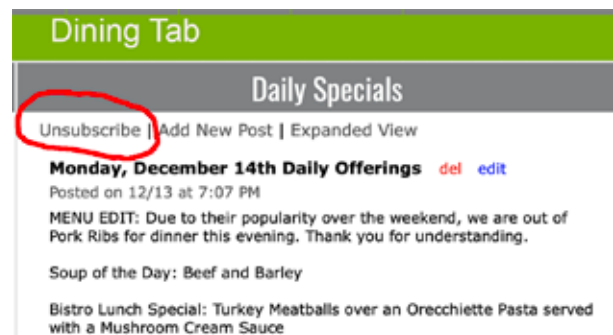 Dining Tab
Daily Specials
Unsubscribe | Add New Post | Expanded View
Monday, December 14th Daily Offerings del edit
Posted on 12/13 at 7:07 PM
MENU EDIT: Due to their popularity over the weekend, we are out of
Pork Ribs for dinner this evening. Thank you for understanding.
Soup of the Day: Beef and Barley
Bistro Lunch Special: Turkey Meatballs over an Orecchiette Pasta served
with a Mushroom Cream Sauce